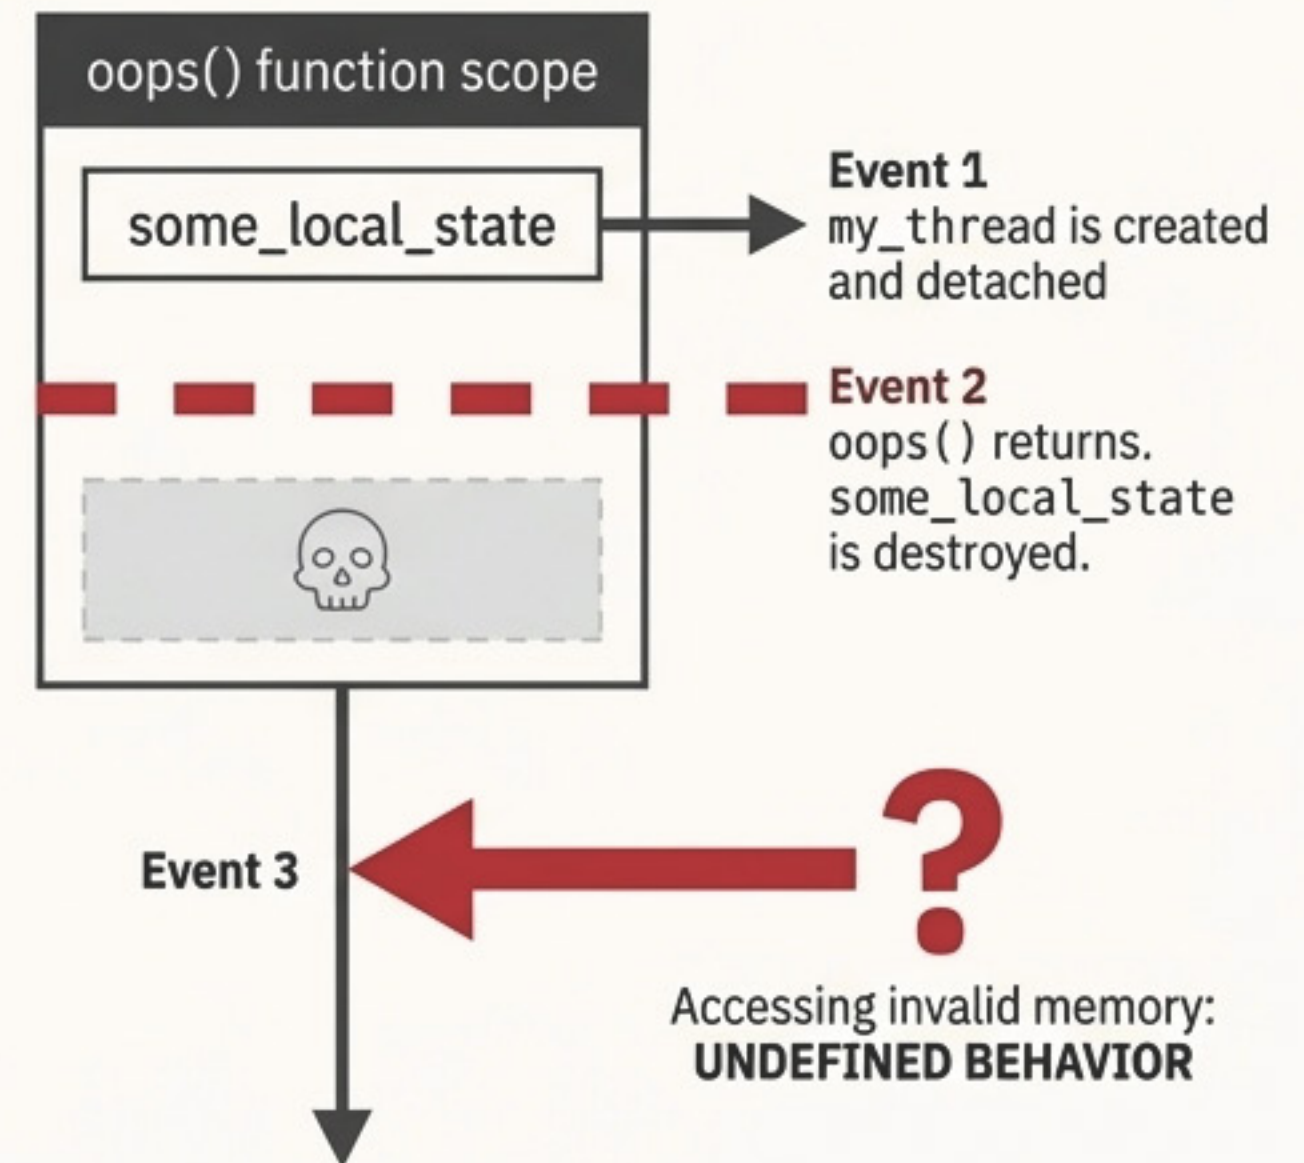 oops() function scope
some_local_state
Event 1
my_thread is created
and detached
Event 2
oops() returns.
some_local_state
is destroyed.
Event 3
?
Accessing invalid memory:
UNDEFINED BEHAVIOR